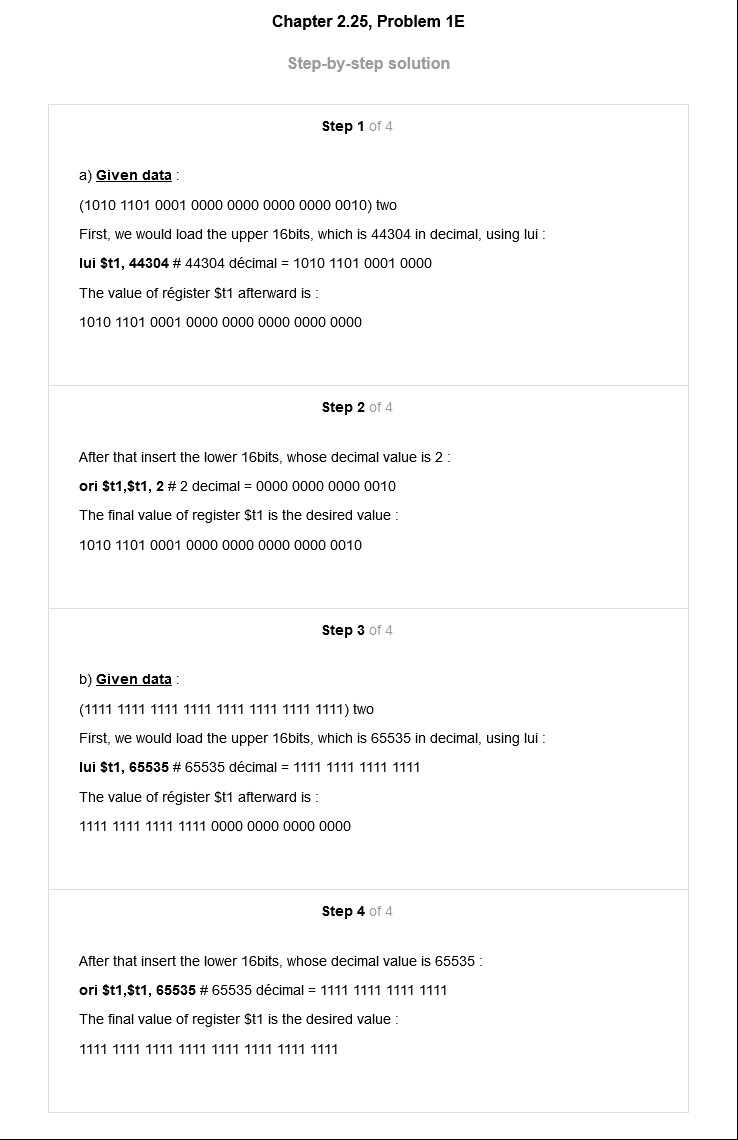 Chapter 2.25, Problem 1E
Step-by-step solution
Step 1 of 4
a) Given data :
(1010 1101 0001 0000 0000 0000 0000 0010) two
First, we would load the upper 16bits, which is 44304 in decimal, using lui :
lui $t1, 44304 # 44304 décimal = 1010 1101 0001 0000
The value of régister $t1 afterward is :
1010 1101 0001 0000 0000 0000 0000 0000
Step 2 of 4
After that insert the lower 16bits, whose decimal value is 2 :
ori $t1,$t1, 2 # 2 decimal = 0000 0000 0000 0010
The final value of register $t1 is the desired value :
1010 1101 0001 0000 0000 0000 0000 0010
Step 3 of 4
b) Given data :
(1111 1111 1111 1111 1111 1111 1111 1111) two
First, we would load the upper 16bits, which is 65535 in decimal, using lui :
lui $t1, 65535 # 65535 décimal = 1111 1111 1111 1111
The value of régister $t1 afterward is :
1111 1111 1111 1111 0000 0000 0000 0000
Step 4 of 4
After that insert the lower 16bits, whose decimal value is 65535 :
ori $t1,$t1, 65535 # 65535 décimal = 1111 1111 1111 1111
The final value of register $t1 is the desired value :
1111 1111 1111 1111 1111 1111 1111 1111